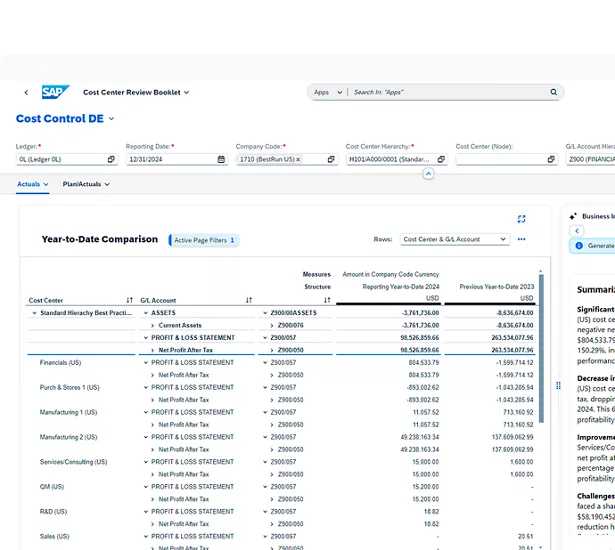 SAP Cost Center Review Booklet Apps Search In: "Apps"
Cost Control DE
Ledger:* Reporting Date:* Company Code:* Cost Center Hierarchy:* Cost Center (Node): G/L Account Hiera
0L (Ledger 0L) 12/31/2024 1710 (BestRun US) x H101/A000/0001 (Standar... Z900 (FINANCIA
Actuals Plan/Actuals
Business In
Year-to-Date Comparison Active Page Filters 1 Rows: Cost Center & G/L Account ...
Generate
Measures Amount in Company Code Currency
Structure Reporting Year-to-Date 2024 Previous Year-to-Date 2023
Cost Center G/L Account USD USD
Standard Hierachy Best Practi... ASSETS Z900/00ASSETS -3,761,736.00 -8,636,674.00
Current Assets Z900/076 -3,761,736.00 -8,636,674.00
PROFIT & LOSS STATEMENT Z900/057 98,526,859.66 263,534,077.96
Net Profit After Tax Z900/050 98,526,859.66 263,534,077.96
Financials (US) PROFIT & LOSS STATEMENT Z900/057 804,533.79 -1,599,714.12
Net Profit After Tax Z900/050 804,533.79 -1,599,714.12
Purch & Stores 1 (US) PROFIT & LOSS STATEMENT Z900/057 -893,002.62 -1,043,285.94
Net Profit After Tax Z900/050 -893,002.62 -1,043,285.94
Manufacturing 1 (US) PROFIT & LOSS STATEMENT Z900/057 11,057.52 713,160.92
Net Profit After Tax Z900/050 11,057.52 713,160.92
Manufacturing 2 (US) PROFIT & LOSS STATEMENT Z900/057 49,238,163.34 137,609,062.99
Net Profit After Tax Z900/050 49,238,163.34 137,609,062.99
Services/Consulting (US) PROFIT & LOSS STATEMENT Z900/057 15,000.00 1,600.00
Net Profit After Tax Z900/050 15,000.00 1,600.00
QM (US) PROFIT & LOSS STATEMENT Z900/057 15,200.00 -
Net Profit After Tax Z900/050 15,200.00 -
R&D (US) PROFIT & LOSS STATEMENT Z900/057 18.82 -
Net Profit After Tax Z900/050 18.82 -
Sales (US) PROFIT & LOSS STATEMENT Z900/057 - 20.51
Net Profit After Tax Z900/050 - 20.51
Summariz
Significant
(US) cost ce
negative ne
$804,533.79
150.29%, in
performanc
Decrease in
(US) cost ce
tax, droppin
2024. This 6
profitability
Improveme
Services/Co
net profit af
percentage
profitability
Challenges
faced a sha
$58,190,452
reduction h